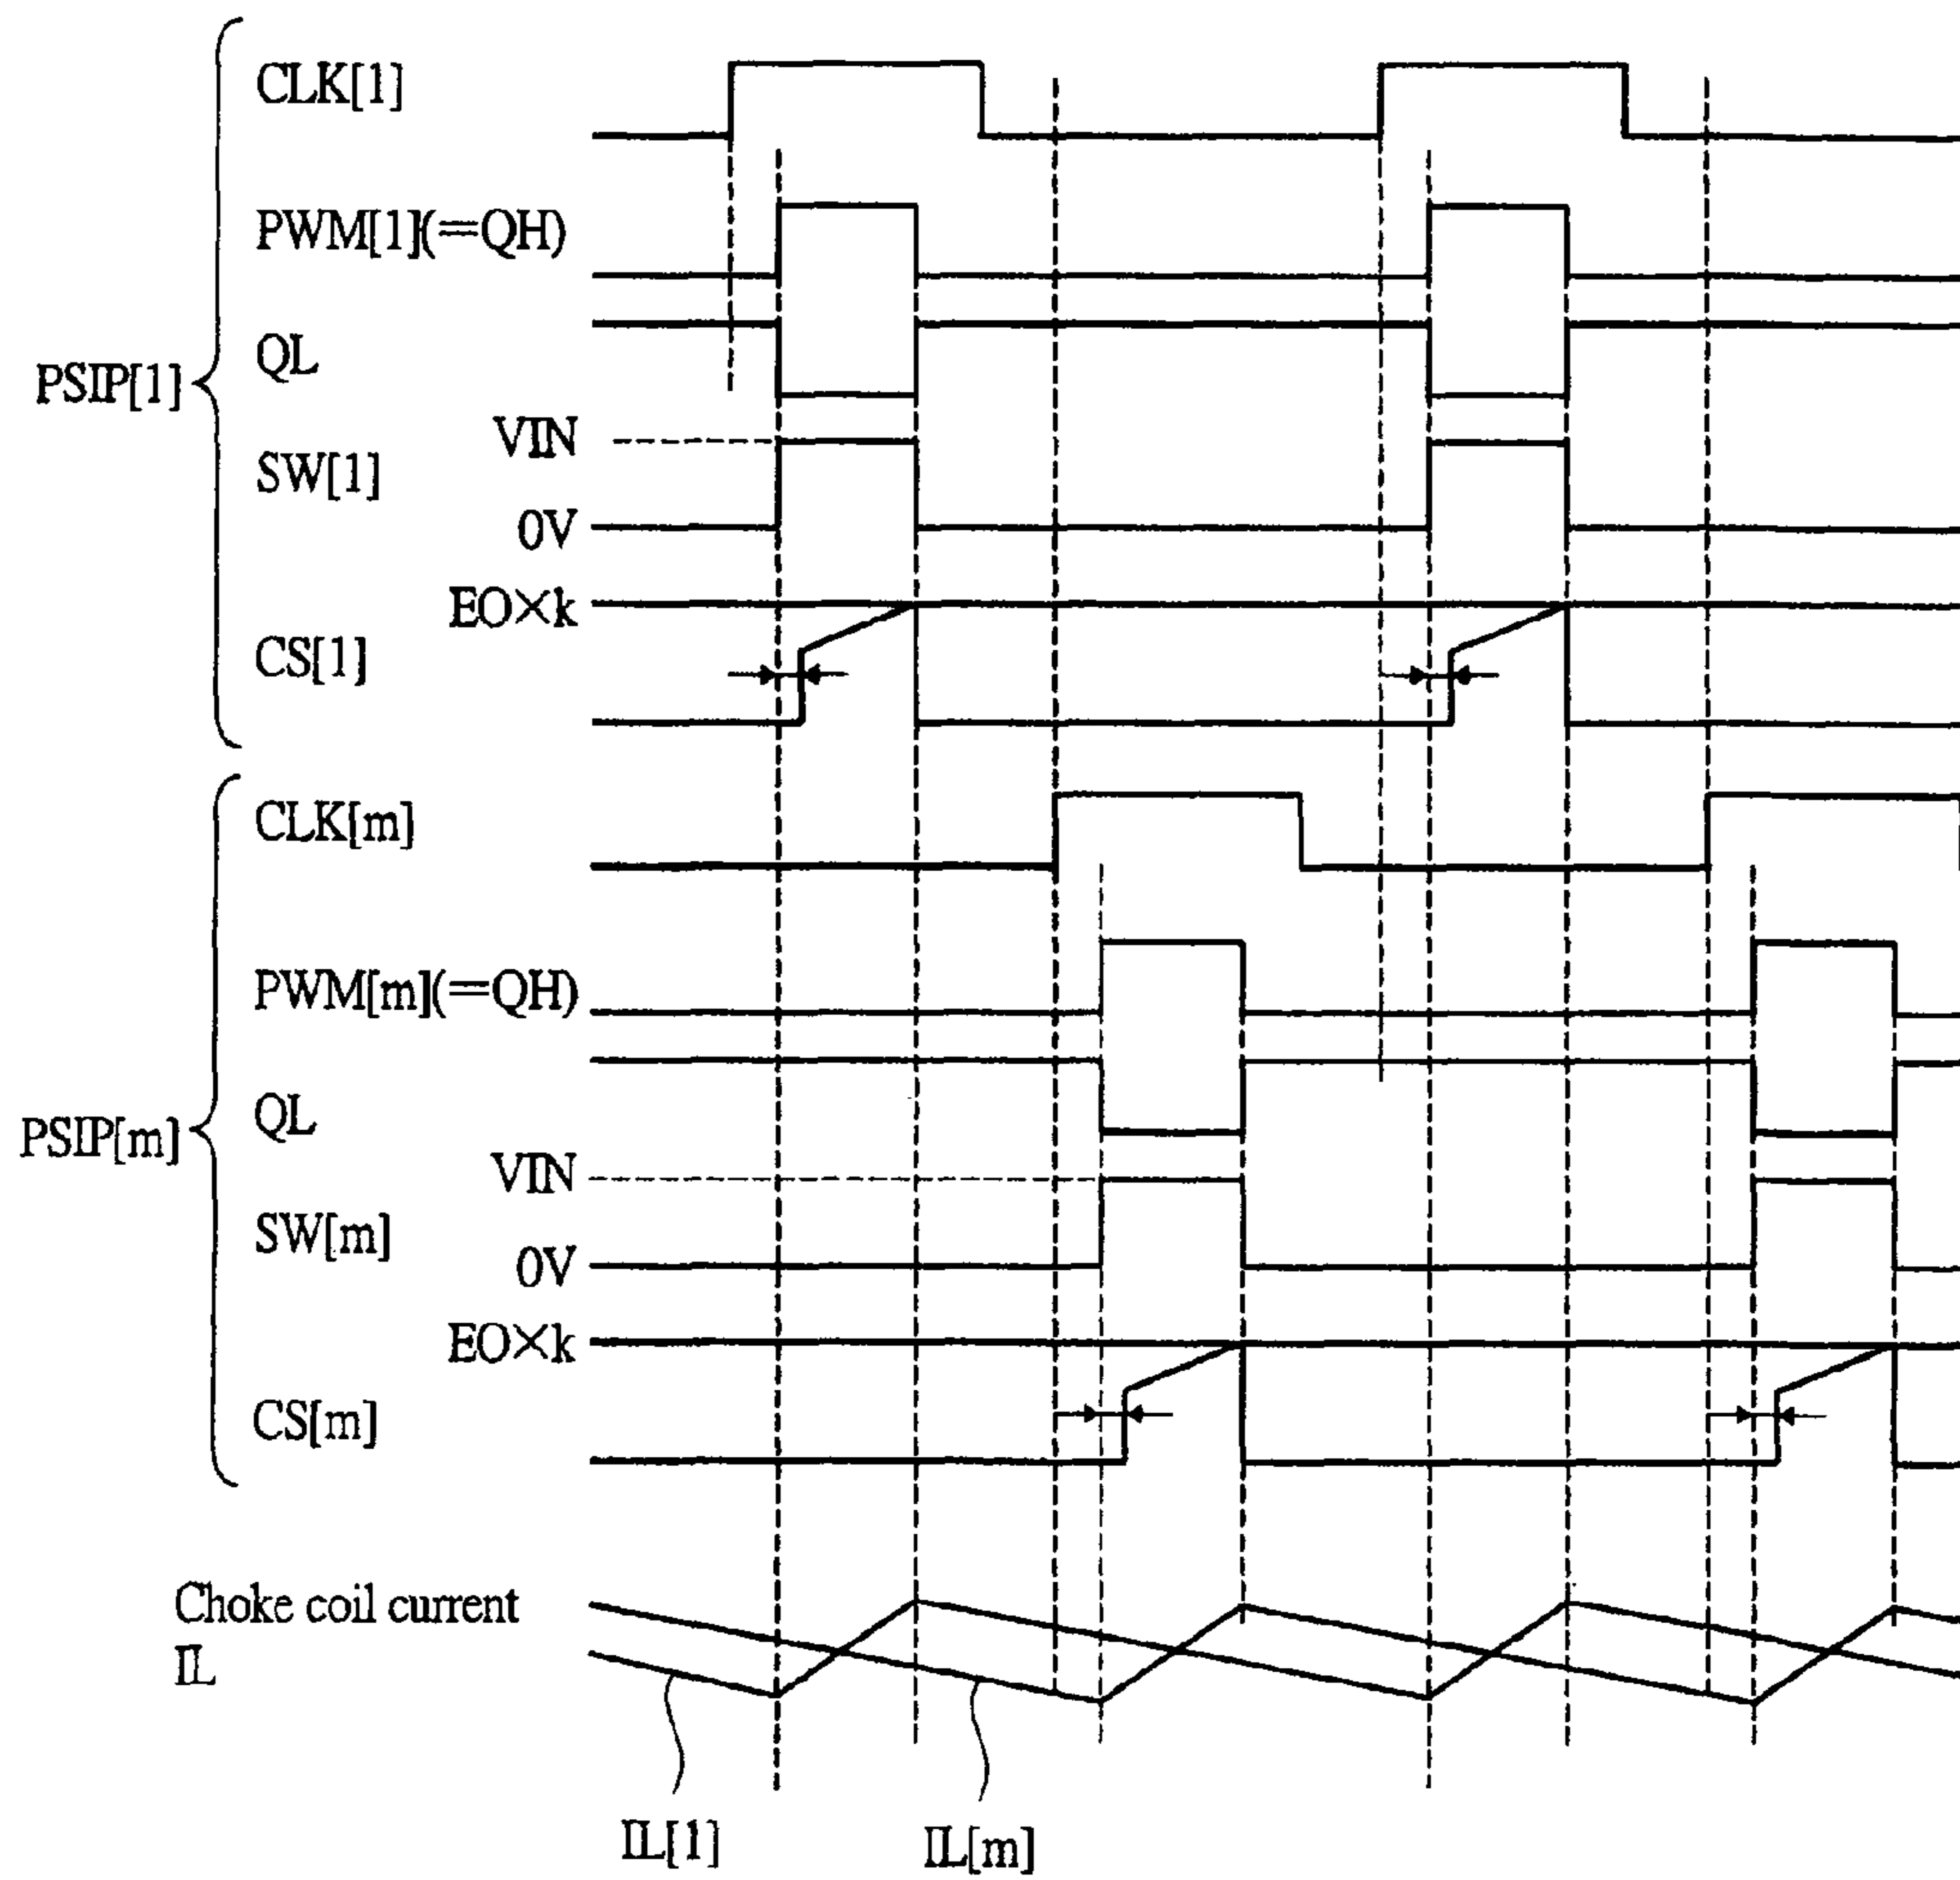 PSIP[1]
CLK[1]
PWM[1](=QH)
QL
VIN
SW[1]
0V
EO×k
CS[1]
PSIP[m]
CLK[m]
PWM[m](=QH)
QL
VIN
SW[m]
0V
EO×k
CS[m]
Choke coil current
IL
IL[1]
IL[m]